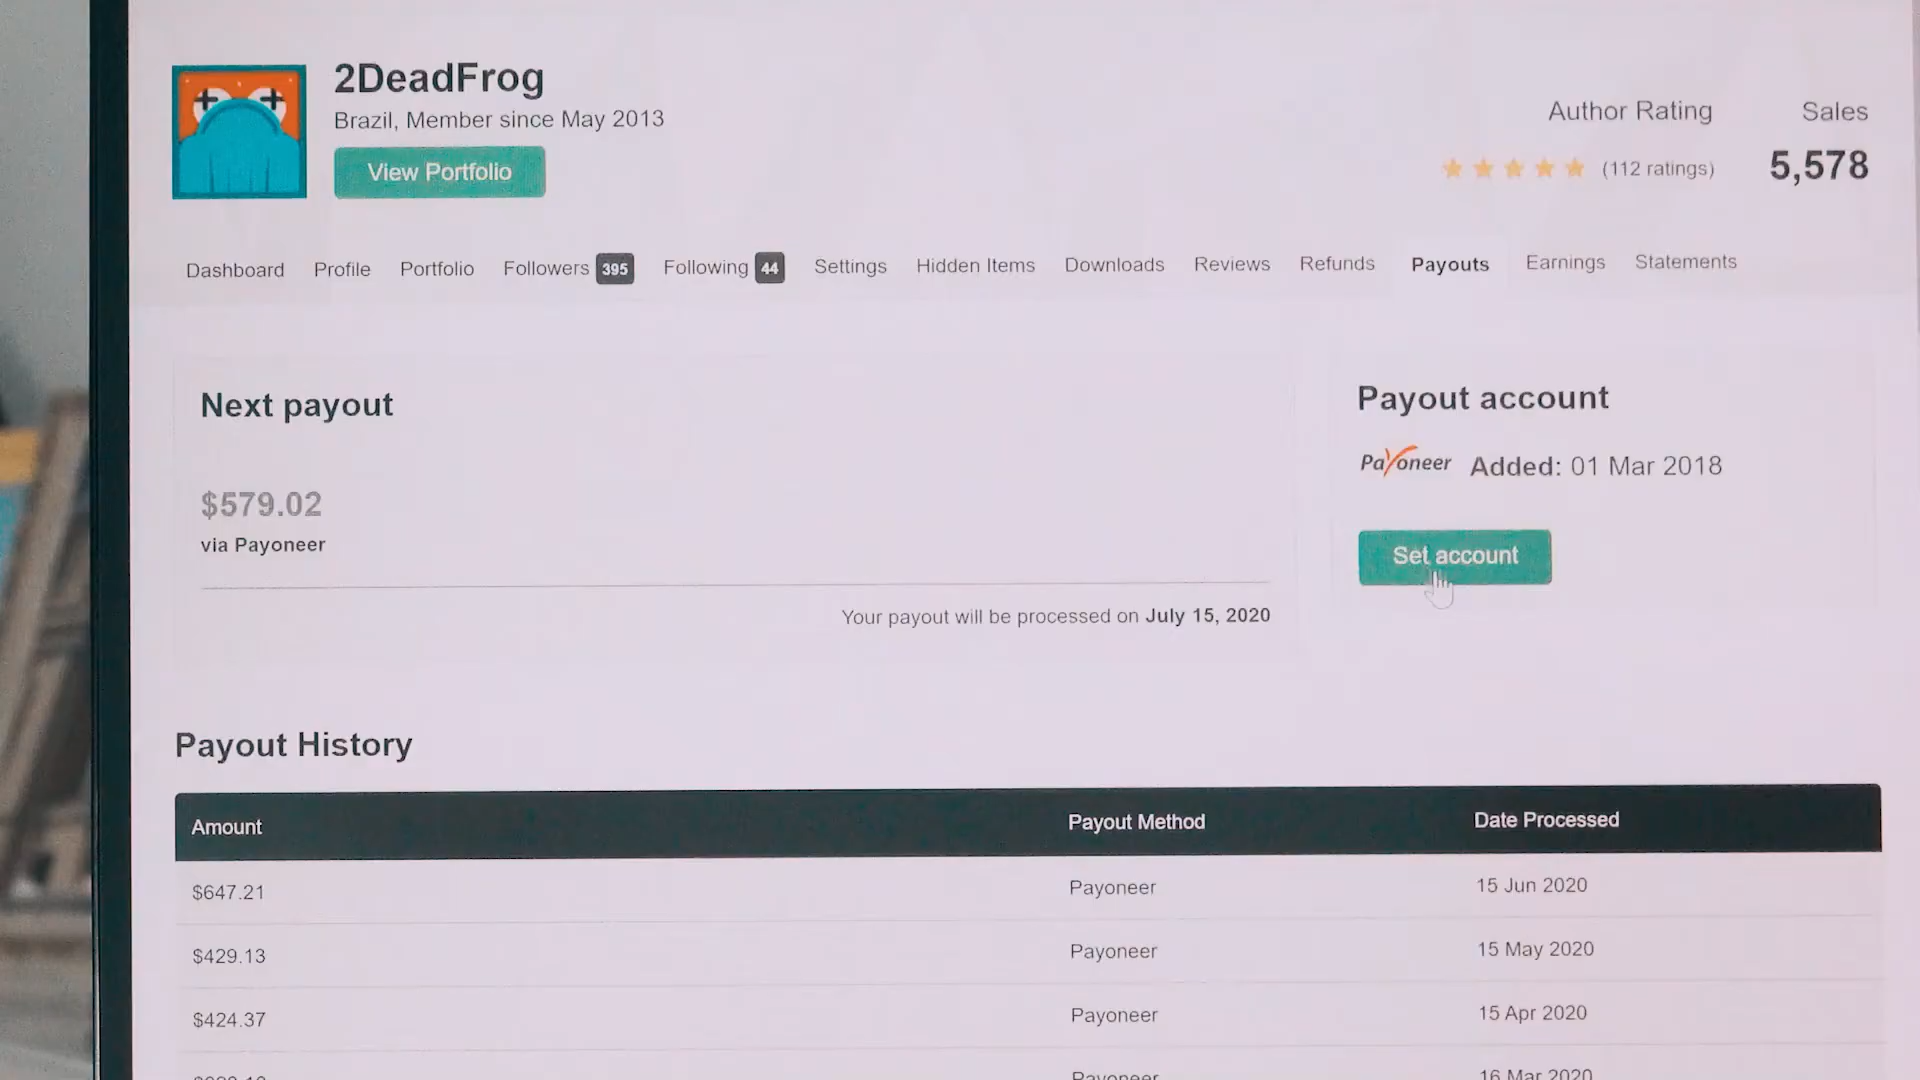 2DeadFrog
Brazil, Member since May 2013
View Portfolio
Author Rating
(112 ratings)
Sales
5,578
Dashboard Profile Portfolio Followers 395 Following 44 Settings Hidden Items Downloads Reviews Refunds Payouts Earnings Statements
Next payout
$579.02
via Payoneer
Your payout will be processed on July 15, 2020
Payout account
Payoneer Added: 01 Mar 2018
Set account
Payout History
Amount Payout Method Date Processed
$647.21 Payoneer 15 Jun 2020
$429.13 Payoneer 15 May 2020
$424.37 Payoneer 15 Apr 2020
Payoneer 16 Mar 2020